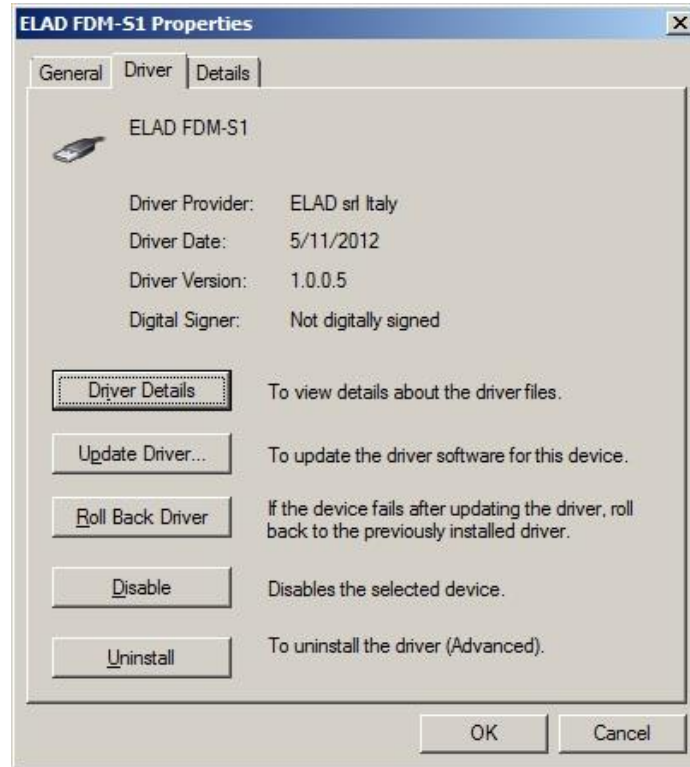 ELAD FDM-S1 Properties
General
Driver
Details
ELAD FDM-S1
Driver Provider: ELAD srl Italy
Driver Date: 5/11/2012
Driver Version: 1.0.0.5
Digital Signer: Not digitally signed
Driver Details To view details about the driver files.
Update Driver... To update the driver software for this device.
Roll Back Driver If the device fails after updating the driver, roll
back to the previously installed driver.
Disable Disables the selected device.
Uninstall To uninstall the driver (Advanced).
OK
Cancel